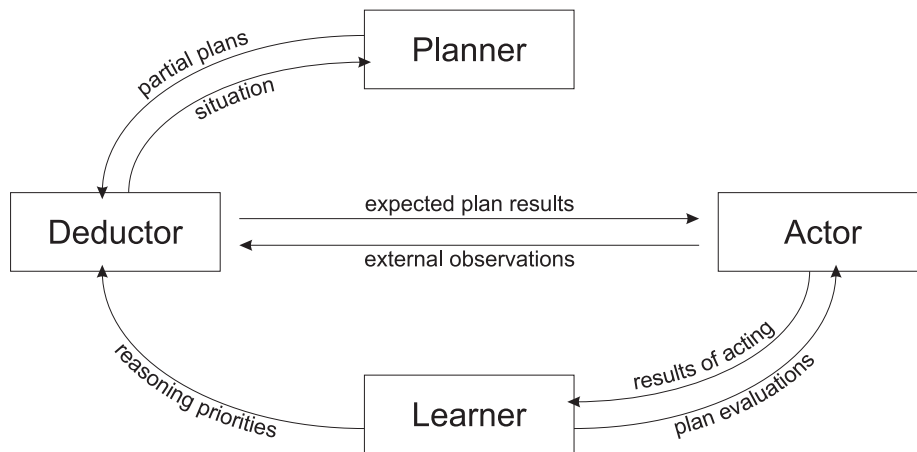 Planner
partial plans
situation
Deductor
expected plan results
external observations
Actor
reasoning priorities
Learner
results of acting
plan evaluations